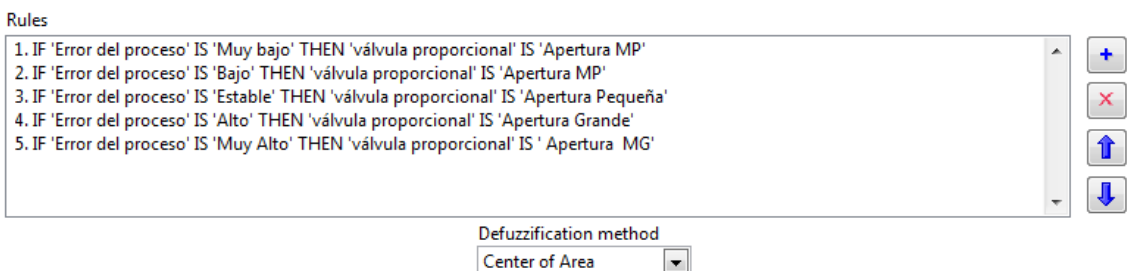 Rules
1. IF 'Error del proceso' IS 'Muy bajo' THEN 'válvula proporcional' IS 'Apertura MP'
2. IF 'Error del proceso' IS 'Bajo' THEN 'válvula proporcional' IS 'Apertura MP'
3. IF 'Error del proceso' IS 'Estable' THEN 'válvula proporcional' IS 'Apertura Pequeña'
4. IF 'Error del proceso' IS 'Alto' THEN 'válvula proporcional' IS 'Apertura Grande'
5. IF 'Error del proceso' IS 'Muy Alto' THEN 'válvula proporcional' IS ' Apertura  MG'
Defuzzification method
Center of Area